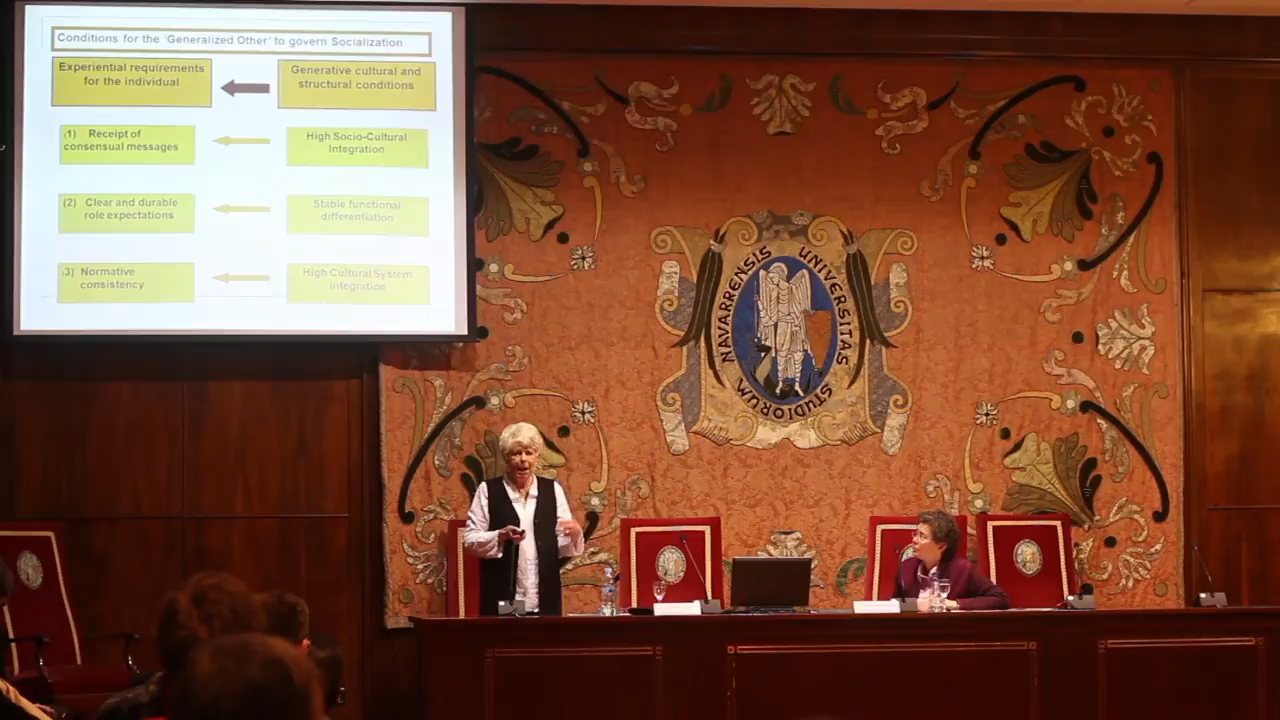 Conditions for the 'Generalized Other' to govern Socialization
Experiential requirements
for the individual
Generative cultural and
structural conditions
(1) Receipt of
consensual messages
High Socio-Cultural
Integration
(2) Clear and durable
role expectations
Stable functional
differentiation
3) Normative
consistency
High Cultural System
integration
UNIVERSITAS
STUDIORUM
NAVARRENSIS